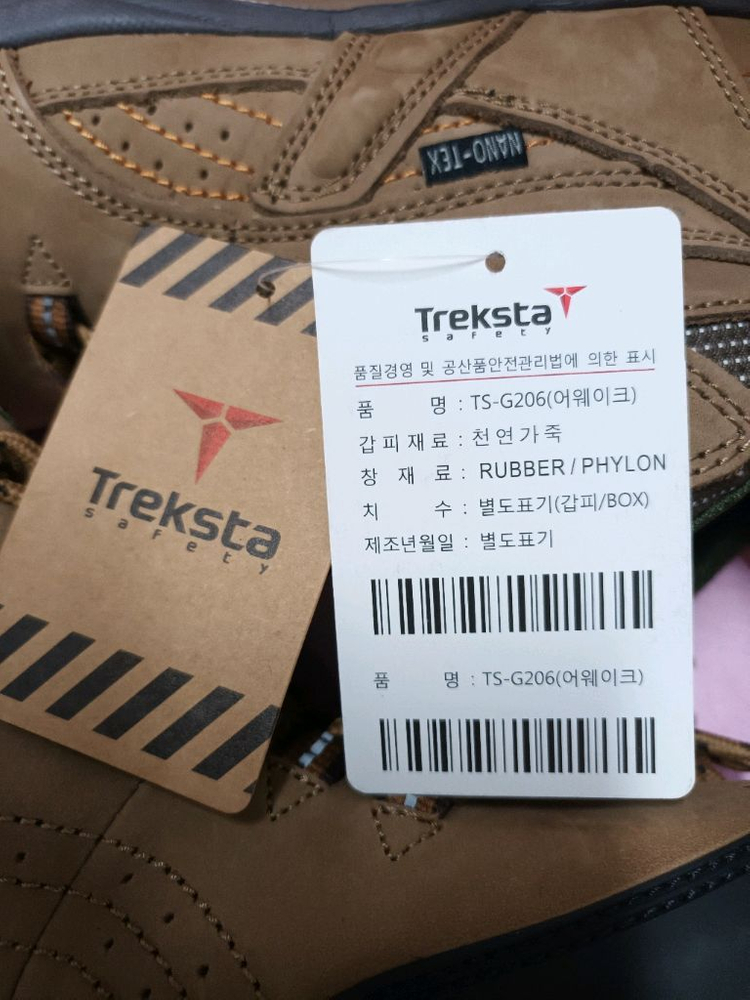 NANO-TEX
Treksta
safety
Treksta
safety
품질경영 및 공산품안전관리법에 의한 표시
품 명 : TS-G206(어웨이크)
갑피재료 : 천연가죽
창 재 료 : RUBBER / PHYLON
치 수 : 별도표기(갑피/BOX)
제조년월일 : 별도표기
품 명 : TS-G206(어웨이크)